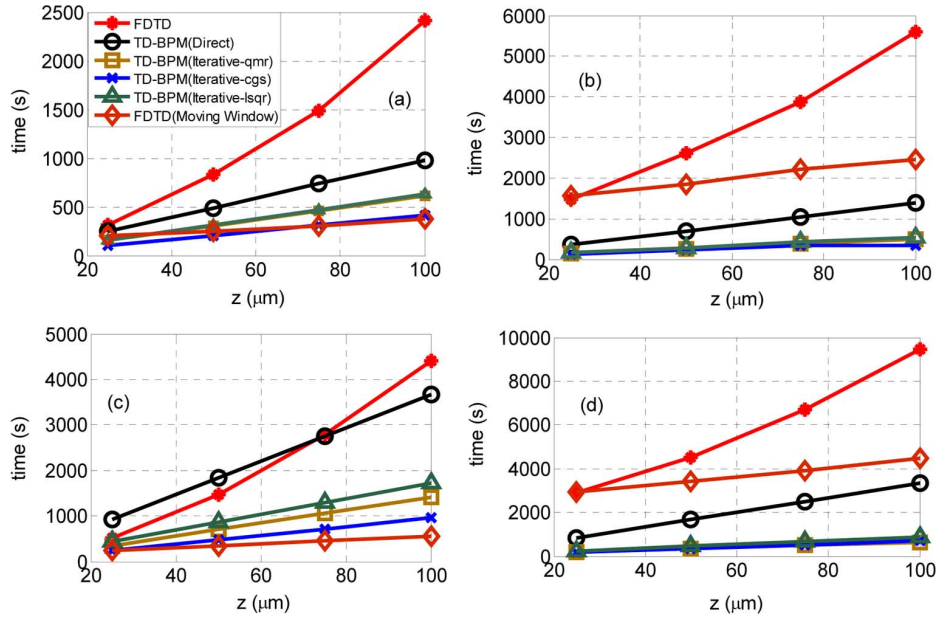 2500
2000
1500
1000
500
0
time (s)
FDTD
TD-BPM(Direct)
TD-BPM(Iterative-qmr)
TD-BPM(Iterative-cgs)
TD-BPM(Iterative-lsqr)
FDTD(Moving Window)
(a)
20 40 60 80 100
z (μm)
6000
5000
4000
3000
2000
1000
0
time (s)
(b)
20 40 60 80 100
z (μm)
5000
4000
3000
2000
1000
0
time (s)
(c)
20 40 60 80 100
z (μm)
10000
8000
6000
4000
2000
0
time (s)
(d)
20 40 60 80 100
z (μm)